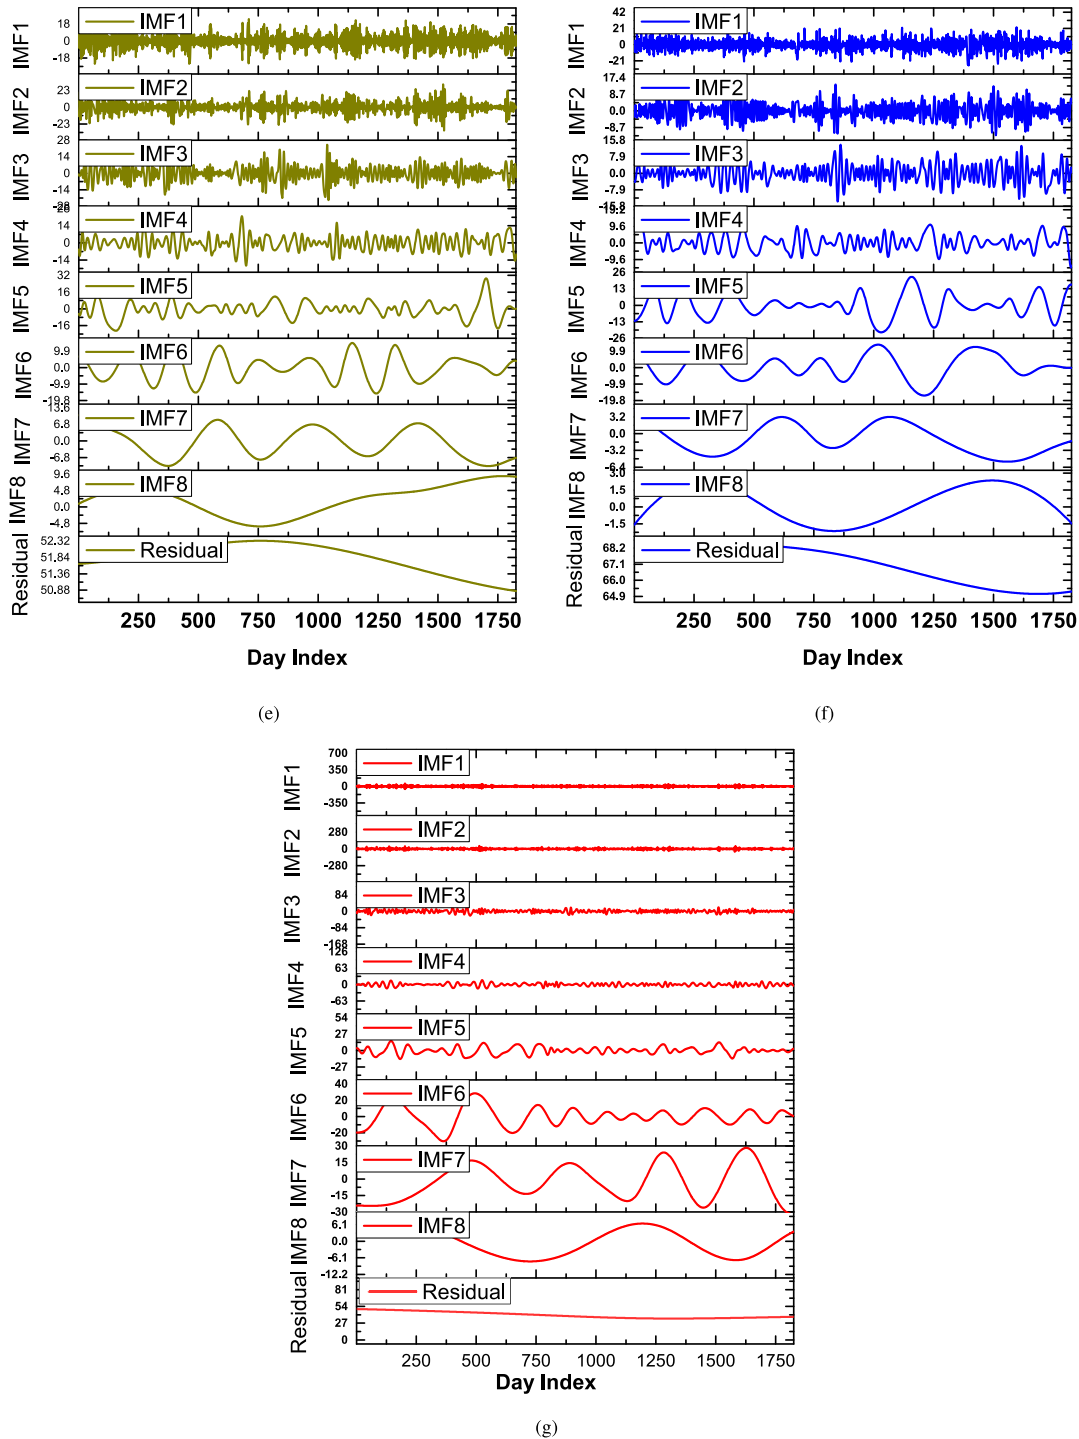 IMF1
18
0
-18
IMF1
IMF2
23
0
-23
IMF2
IMF3
28
14
0
-14
-28
IMF3
IMF4
28
14
0
-14
IMF4
IMF5
32
16
0
-16
IMF5
IMF6
9.9
0.0
-9.9
-19.8
IMF6
IMF7
13.6
6.8
0.0
-6.8
IMF7
IMF8
9.6
4.8
0.0
-4.8
IMF8
Residual
52.32
51.84
51.36
50.88
Residual
250 500 750 1000 1250 1500 1750
Day Index
(e)
IMF1
42
21
0
-21
IMF1
IMF2
17.4
8.7
0.0
-8.7
IMF2
IMF3
15.8
7.9
0.0
-7.9
-15.8
IMF3
IMF4
19.2
9.6
0.0
-9.6
IMF4
IMF5
26
13
0
-13
-26
IMF5
IMF6
9.9
0.0
-9.9
-19.8
IMF6
IMF7
3.2
0.0
-3.2
-6.4
IMF7
IMF8
3.0
1.5
0.0
-1.5
IMF8
Residual
68.2
67.1
66.0
64.9
Residual
250 500 750 1000 1250 1500 1750
Day Index
(f)
IMF1
700
350
0
-350
IMF1
IMF2
280
0
-280
IMF2
IMF3
84
0
-84
-168
IMF3
IMF4
126
63
0
-63
IMF4
IMF5
54
27
0
-27
IMF5
IMF6
40
20
0
-20
IMF6
IMF7
30
15
0
-15
-30
IMF7
IMF8
6.1
0.0
-6.1
-12.2
IMF8
Residual
81
54
27
0
Residual
250 500 750 1000 1250 1500 1750
Day Index
(g)